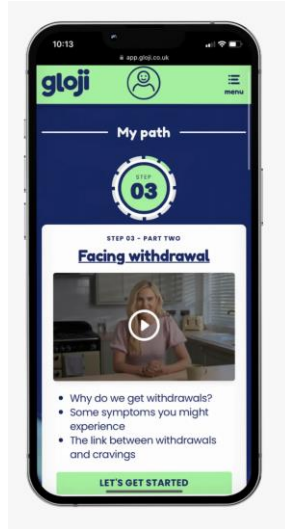 10:13
app.gloji.co.uk
gloji
menu
My path
STEP
03
STEP 03 - PART TWO
Facing withdrawal
• Why do we get withdrawals?
• Some symptoms you might
experience
• The link between withdrawals
and cravings
LET'S GET STARTED